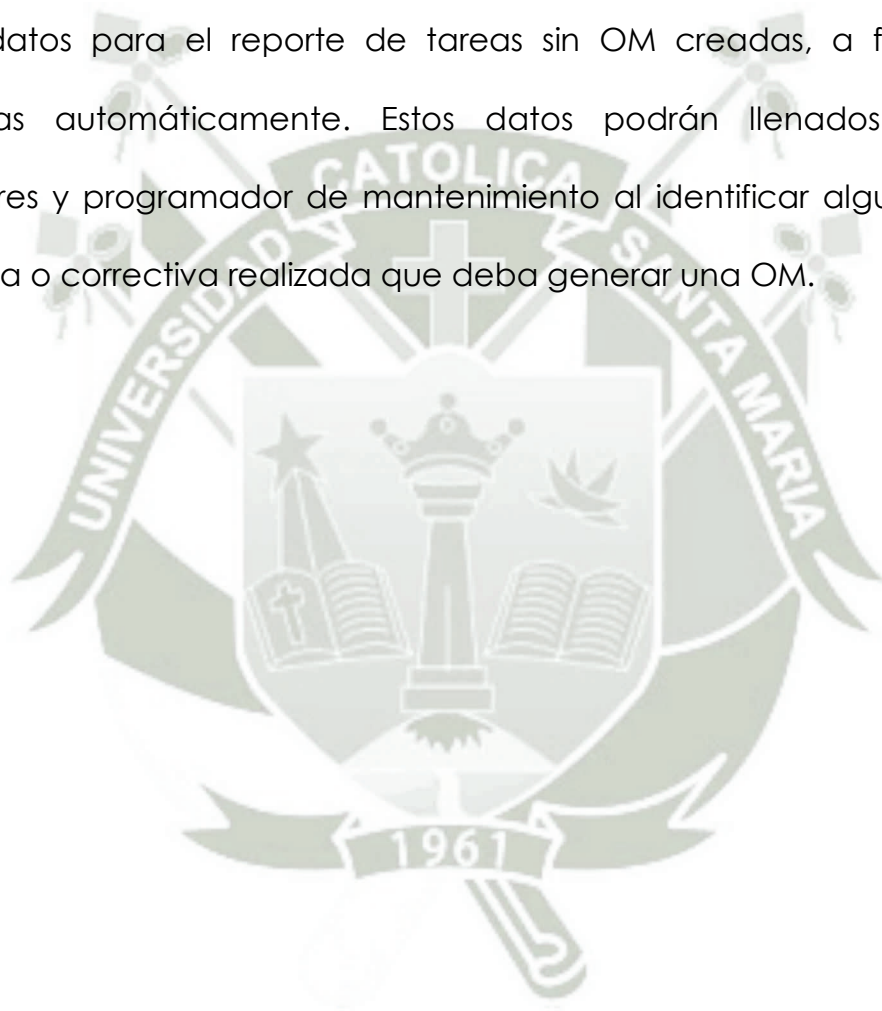 datos para el reporte de tareas sin OM creadas, a f
as automáticamente. Estos datos podrán llenados
res y programador de mantenimiento al identificar algu
a o correctiva realizada que deba generar una OM.
UNIVERSIDAD CATOLICA SANTA MARIA
1961